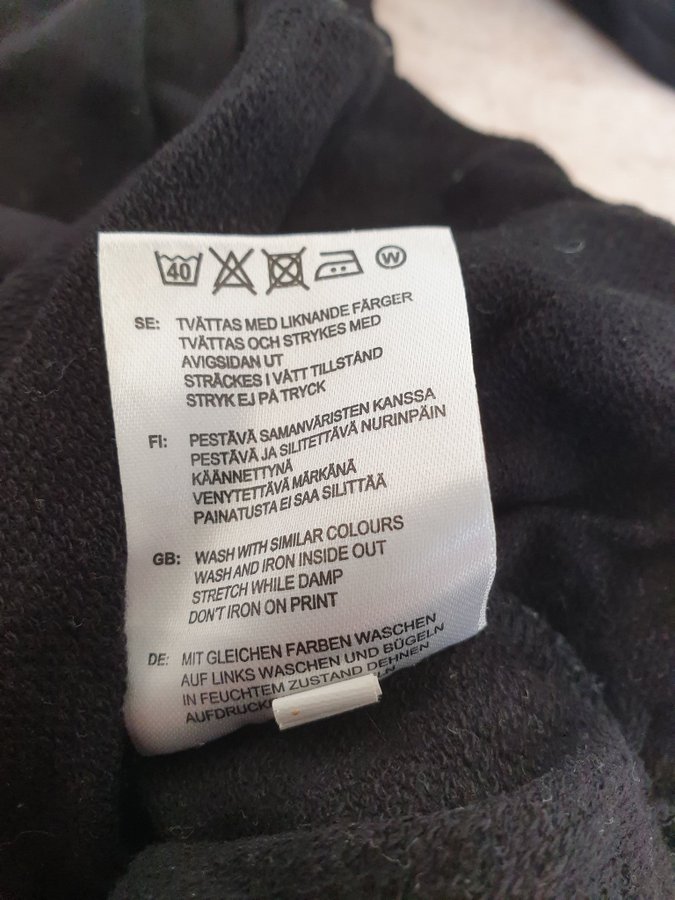 40 W
SE: TVÄTTAS MED LIKNANDE FÄRGER
TVÄTTAS OCH STRYKES MED
AVIGSIDAN UT
STRÄCKES I VÅTT TILLSTÅND
STRYK EJ PÅ TRYCK
FI: PESTÄVÄ SAMANVÄRISTEN KANSSA
PESTÄVÄ JA SILITETTÄVÄ NURINPÄIN
KÄÄNNETTYNÄ
VENYTETTÄVÄ MÄRKÄNÄ
PAINATUSTA EI SAA SILITTÄÄ
GB: WASH WITH SIMILAR COLOURS
WASH AND IRON INSIDE OUT
STRETCH WHILE DAMP
DON'T IRON ON PRINT
DE: MIT GLEICHEN FARBEN WASCHEN
AUF LINKS WASCHEN UND BÜGELN
IN FEUCHTEM ZUSTAND DEHNEN
AUFDRUCK